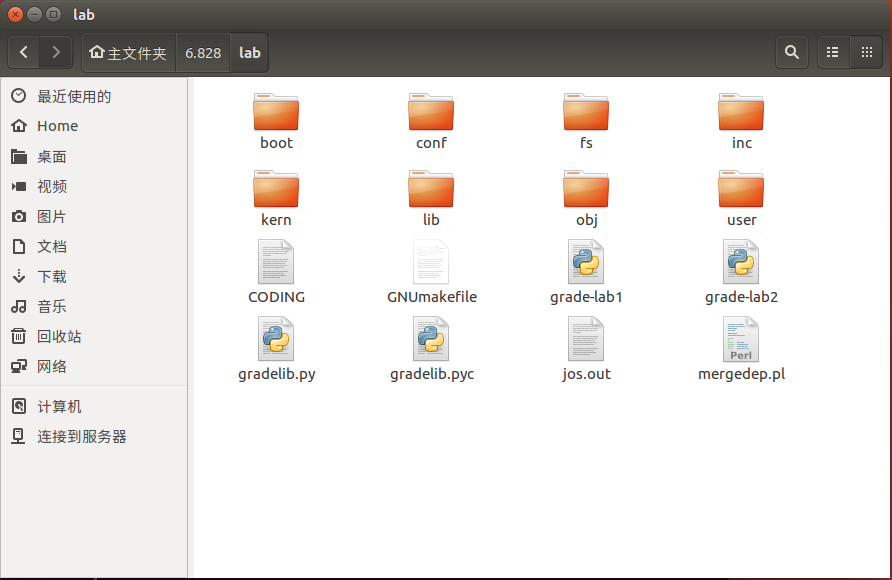 lab
主文件夹 6.828 lab
最近使用的
Home
桌面
视频
图片
文档
下载
音乐
回收站
网络
计算机
连接到服务器
boot conf fs inc
kern lib obj user
CODING GNUmakefile grade-lab1 grade-lab2
Perl
gradelib.py gradelib.pyc jos.out mergedep.pl